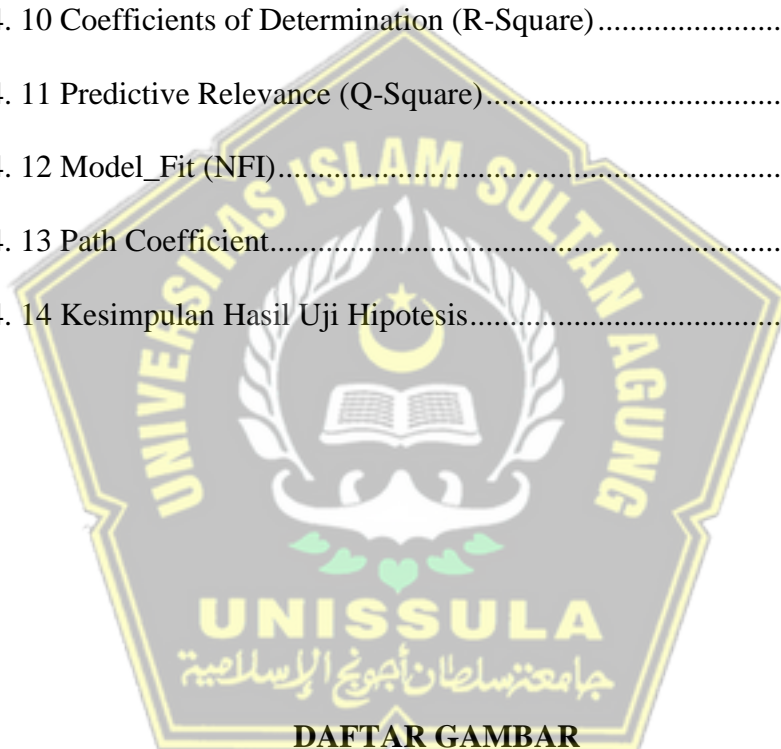 4. 10 Coefficients of Determination (R-Square)
4. 11 Predictive Relevance (Q-Square)
4. 12 Model_Fit (NFI)
4. 13 Path Coefficient
4. 14 Kesimpulan Hasil Uji Hipotesis
UNIVERSITAS ISLAM SULTAN AGUNG
UNISSULA
جامعة سلطان أجونج الإسلامية
DAFTAR GAMBAR